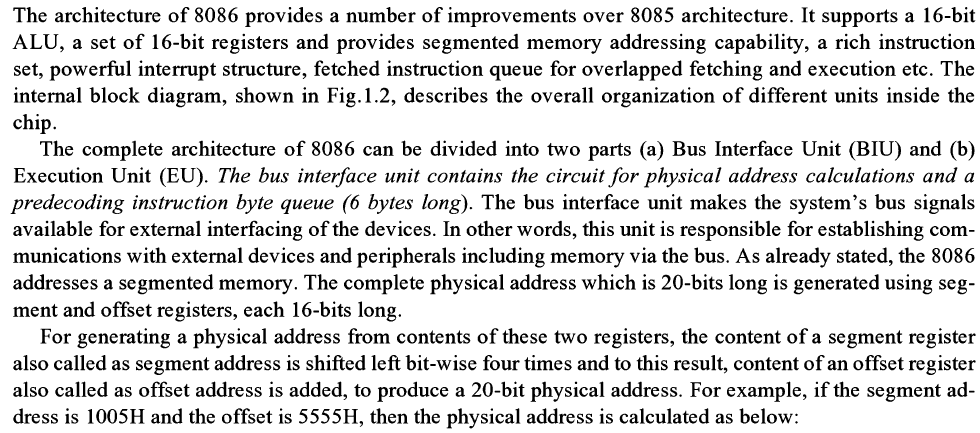 The architecture of 8086 provides a number of improvements over 8085 architecture. It supports a 16-bit
ALU, a set of 16-bit registers and provides segmented memory addressing capability, a rich instruction
set, powerful interrupt structure, fetched instruction queue for overlapped fetching and execution etc. The
internal block diagram, shown in Fig.1.2, describes the overall organization of different units inside the
chip.
The complete architecture of 8086 can be divided into two parts (a) Bus Interface Unit (BIU) and (b)
Execution Unit (EU). The bus interface unit contains the circuit for physical address calculations and a
predecoding instruction byte queue (6 bytes long). The bus interface unit makes the system's bus signals
available for external interfacing of the devices. In other words, this unit is responsible for establishing com-
munications with external devices and peripherals including memory via the bus. As already stated, the 8086
addresses a segmented memory. The complete physical address which is 20-bits long is generated using seg-
ment and offset registers, each 16-bits long.
For generating a physical address from contents of these two registers, the content of a segment register
also called as segment address is shifted left bit-wise four times and to this result, content of an offset register
also called as offset address is added, to produce a 20-bit physical address. For example, if the segment ad-
dress is 1005H and the offset is 5555H, then the physical address is calculated as below: